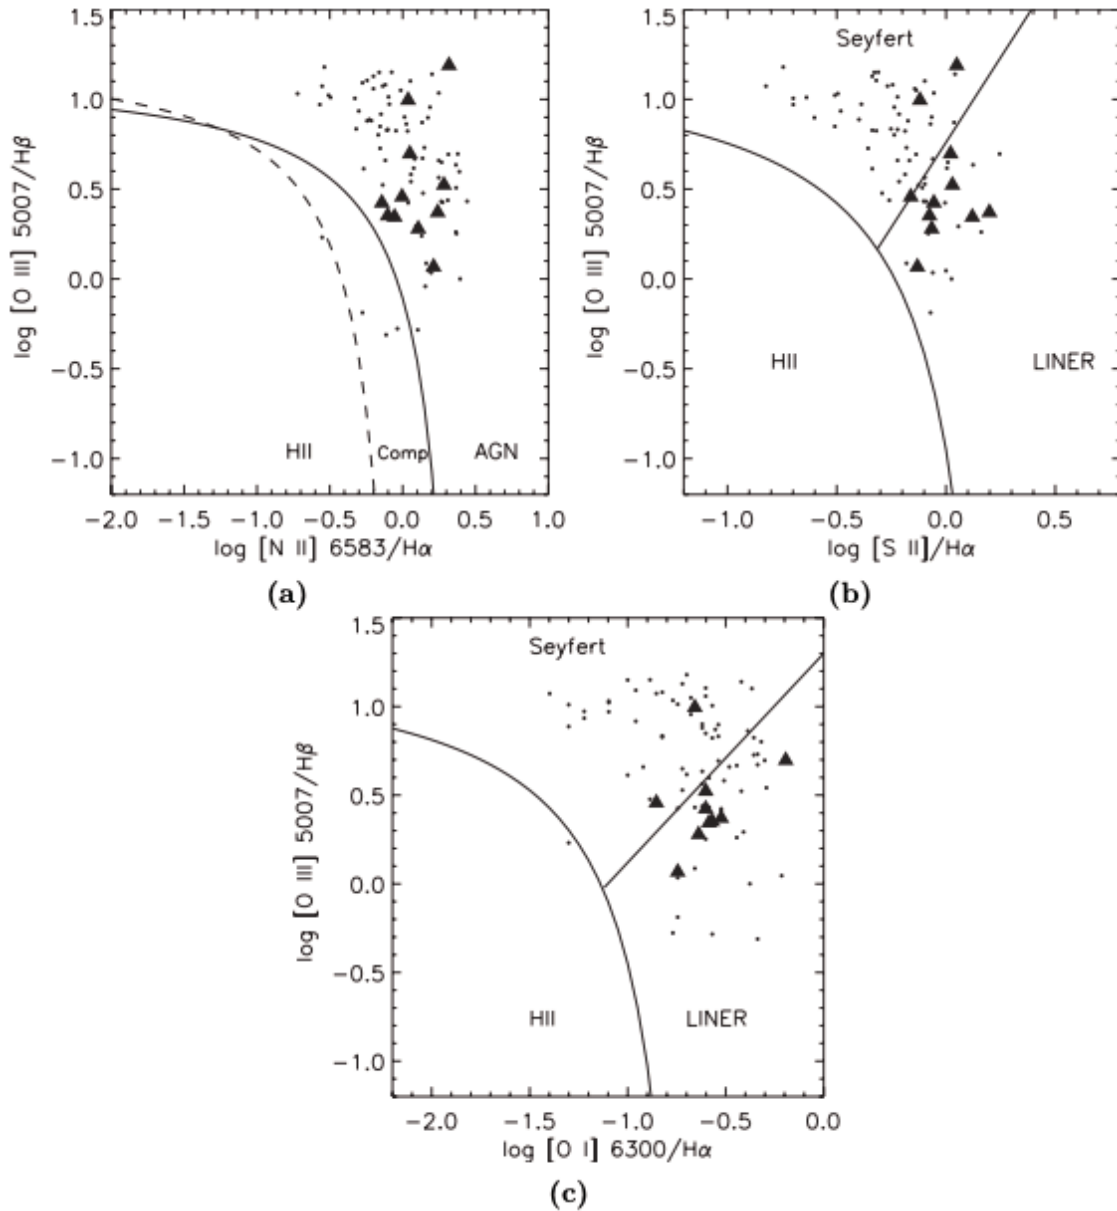 1.5
1.0
0.5
0.0
−0.5
−1.0
log [O III] 5007/Hβ
HII
Comp
AGN
−2.0 −1.5 −1.0 −0.5 0.0 0.5 1.0
log [N II] 6583/Hα
(a)
1.5
1.0
0.5
0.0
−0.5
−1.0
log [O III] 5007/Hβ
Seyfert
HII
LINER
−1.0 −0.5 0.0 0.5
log [S II]/Hα
(b)
1.5
1.0
0.5
0.0
−0.5
−1.0
log [O III] 5007/Hβ
Seyfert
HII
LINER
−2.0 −1.5 −1.0 −0.5 0.0
log [O I] 6300/Hα
(c)